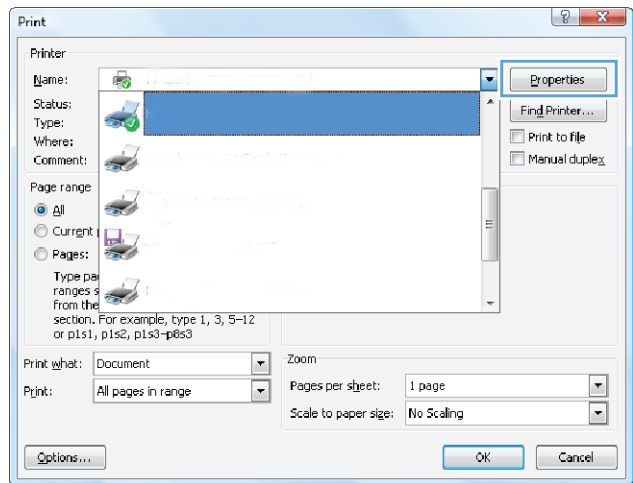 Print
Printer
Name:
Properties
Status:
Find Printer...
Type:
Print to file
Where:
Manual duplex
Comment:
Page range
All
Current
Pages:
Type
ranges
from the
section. For example, type 1, 3, 5–12
or p1s1, p1s2, p1s3–p8s3
Print what: Document
Zoom
Print: All pages in range
Pages per sheet: 1 page
Scale to paper size: No Scaling
Options...
OK
Cancel